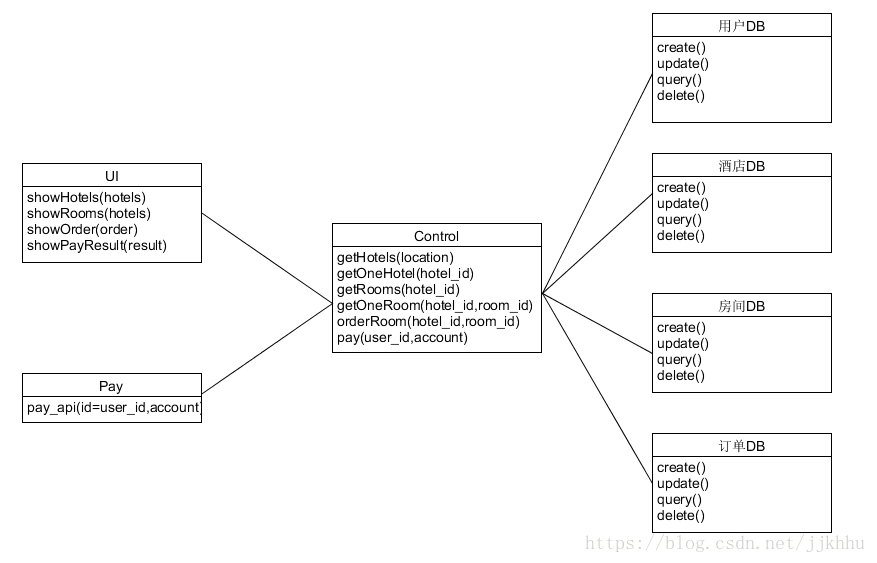 UI
showHotels(hotels)
showRooms(hotels)
showOrder(order)
showPayResult(result)
Pay
pay_api(id=user_id,account)
Control
getHotels(location)
getOneHotel(hotel_id)
getRooms(hotel_id)
getOneRoom(hotel_id,room_id)
orderRoom(hotel_id,room_id)
pay(user_id,account)
用户DB
create()
update()
query()
delete()
酒店DB
create()
update()
query()
delete()
房间DB
create()
update()
query()
delete()
订单DB
create()
update()
query()
delete()
https://blog.csdn.net/jjkhhu